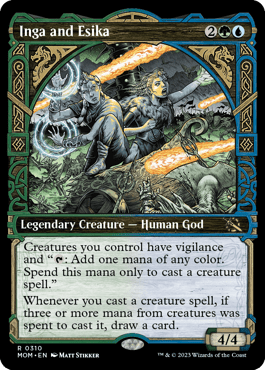 Inga and Esika 2
Legendary Creature — Human God
Creatures you control have vigilance
and “: Add one mana of any color.
Spend this mana only to cast a creature
spell.”
Whenever you cast a creature spell, if
three or more mana from creatures was
spent to cast it, draw a card.
R 0310
MOM • EN MATT STIKKER
™ & © 2023 Wizards of the Coast
4/4